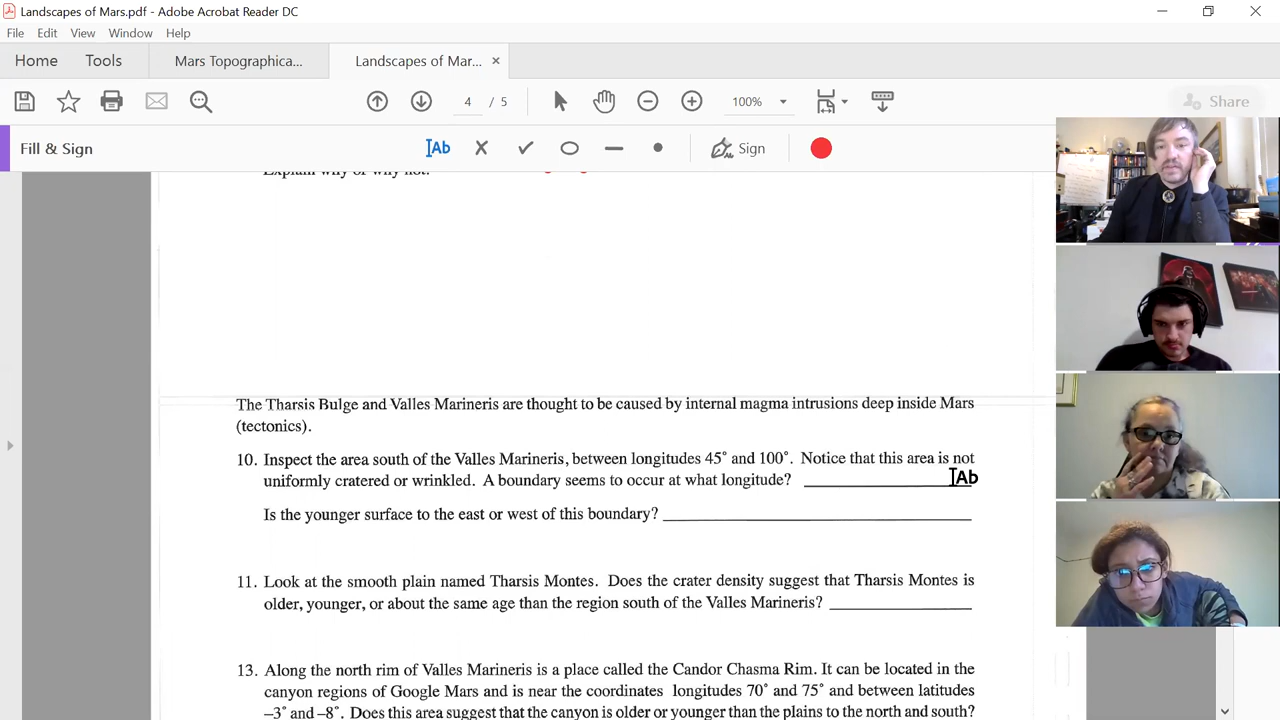 Landscapes of Mars.pdf - Adobe Acrobat Reader DC
File Edit View Window Help
Home Tools Mars Topographica... Landscapes of Mar... ×
4 / 5 100% Share
Fill & Sign Ab Sign
Explain why or why not.
The Tharsis Bulge and Valles Marineris are thought to be caused by internal magma intrusions deep inside Mars
(tectonics).
10. Inspect the area south of the Valles Marineris, between longitudes 45° and 100°. Notice that this area is not
uniformly cratered or wrinkled. A boundary seems to occur at what longitude? Ab
Is the younger surface to the east or west of this boundary?
11. Look at the smooth plain named Tharsis Montes. Does the crater density suggest that Tharsis Montes is
older, younger, or about the same age than the region south of the Valles Marineris?
13. Along the north rim of Valles Marineris is a place called the Candor Chasma Rim. It can be located in the
canyon regions of Google Mars and is near the coordinates longitudes 70° and 75° and between latitudes
–3° and –8°. Does this area suggest that the canyon is older or younger than the plains to the north and south?